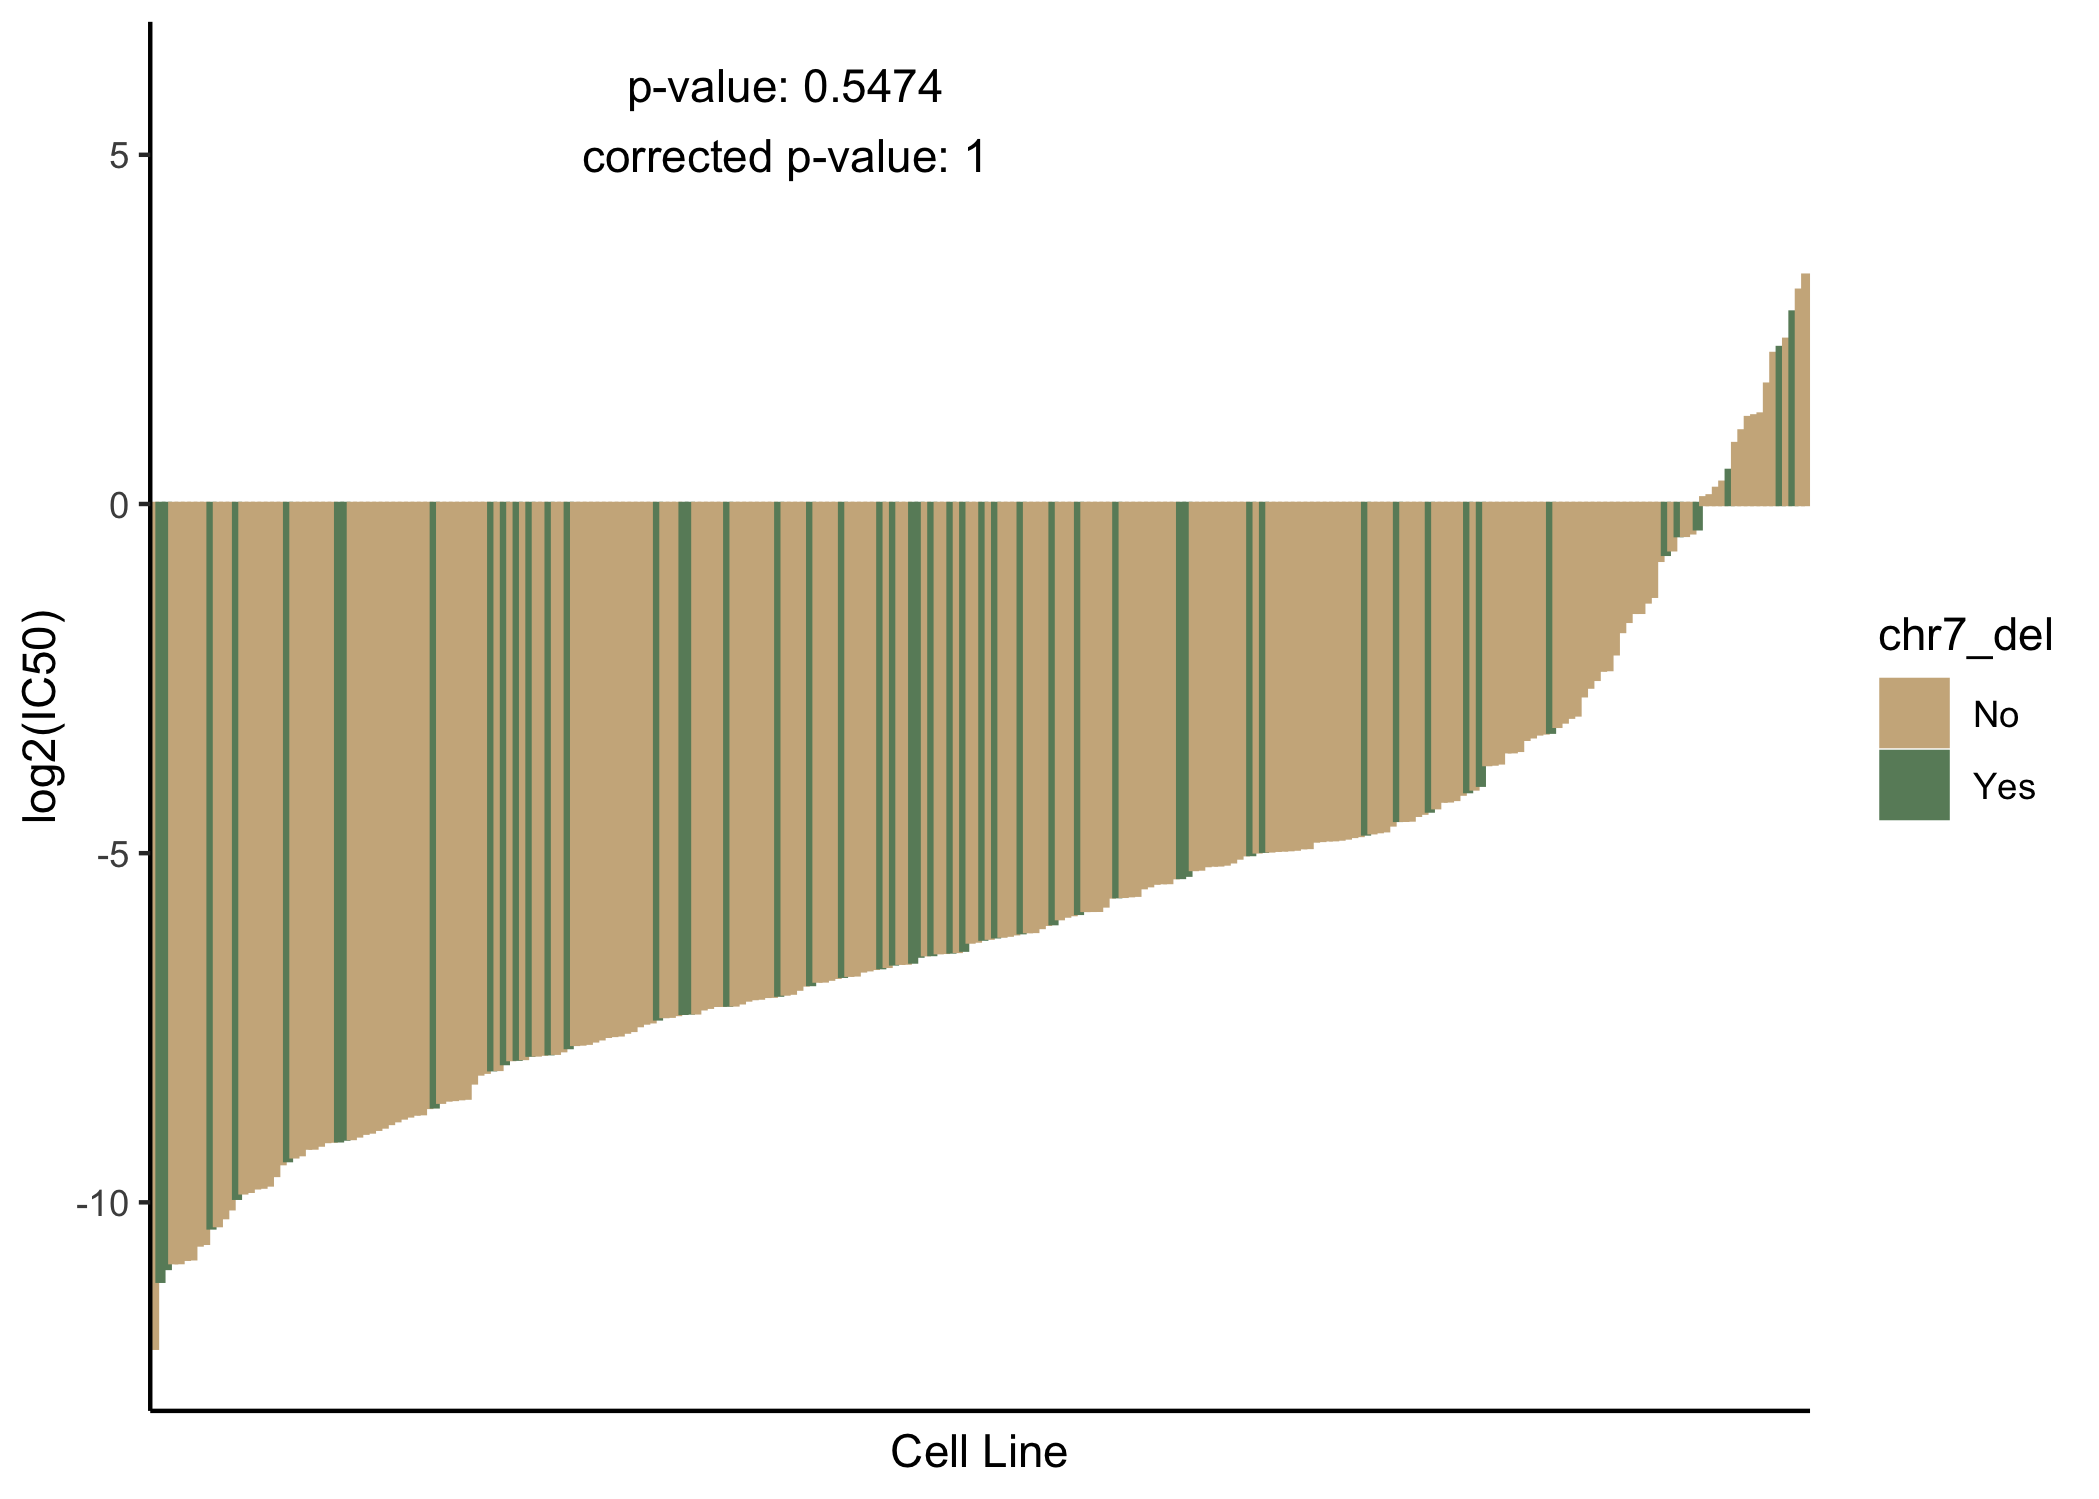 p-value: 0.5474
corrected p-value: 1
5
0
-5
-10
log2(IC50)
Cell Line
chr7_del
No
Yes